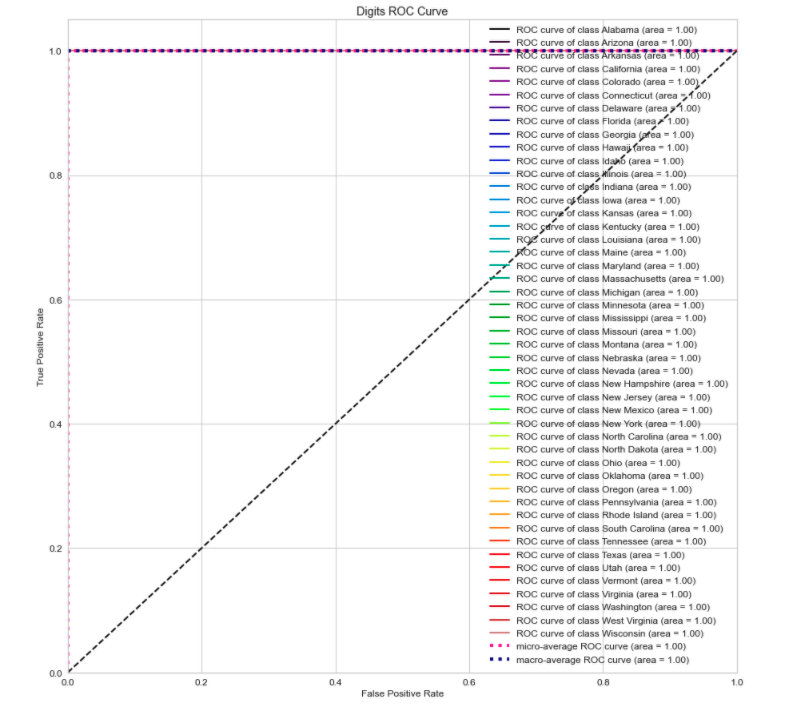 Digits ROC Curve
ROC curve of class Alabama (area = 1.00)
ROC curve of class Arizona (area = 1.00)
ROC curve of class Arkansas (area = 1.00)
ROC curve of class California (area = 1.00)
ROC curve of class Colorado (area = 1.00)
ROC curve of class Connecticut (area = 1.00)
ROC curve of class Delaware (area = 1.00)
ROC curve of class Florida (area = 1.00)
ROC curve of class Georgia (area = 1.00)
ROC curve of class Hawaii (area = 1.00)
ROC curve of class Idaho (area = 1.00)
ROC curve of class Illinois (area = 1.00)
ROC curve of class Indiana (area = 1.00)
ROC curve of class Iowa (area = 1.00)
ROC curve of class Kansas (area = 1.00)
ROC curve of class Kentucky (area = 1.00)
ROC curve of class Louisiana (area = 1.00)
ROC curve of class Maine (area = 1.00)
ROC curve of class Maryland (area = 1.00)
ROC curve of class Massachusetts (area = 1.00)
ROC curve of class Michigan (area = 1.00)
ROC curve of class Minnesota (area = 1.00)
ROC curve of class Mississippi (area = 1.00)
ROC curve of class Missouri (area = 1.00)
ROC curve of class Montana (area = 1.00)
ROC curve of class Nebraska (area = 1.00)
ROC curve of class Nevada (area = 1.00)
ROC curve of class New Hampshire (area = 1.00)
ROC curve of class New Jersey (area = 1.00)
ROC curve of class New Mexico (area = 1.00)
ROC curve of class New York (area = 1.00)
ROC curve of class North Carolina (area = 1.00)
ROC curve of class North Dakota (area = 1.00)
ROC curve of class Ohio (area = 1.00)
ROC curve of class Oklahoma (area = 1.00)
ROC curve of class Oregon (area = 1.00)
ROC curve of class Pennsylvania (area = 1.00)
ROC curve of class Rhode Island (area = 1.00)
ROC curve of class South Carolina (area = 1.00)
ROC curve of class Tennessee (area = 1.00)
ROC curve of class Texas (area = 1.00)
ROC curve of class Utah (area = 1.00)
ROC curve of class Vermont (area = 1.00)
ROC curve of class Virginia (area = 1.00)
ROC curve of class Washington (area = 1.00)
ROC curve of class West Virginia (area = 1.00)
ROC curve of class Wisconsin (area = 1.00)
micro-average ROC curve (area = 1.00)
macro-average ROC curve (area = 1.00)
True Positive Rate
1.0
0.8
0.6
0.4
0.2
0.0
0.0 0.2 0.4 0.6 0.8 1.0
False Positive Rate